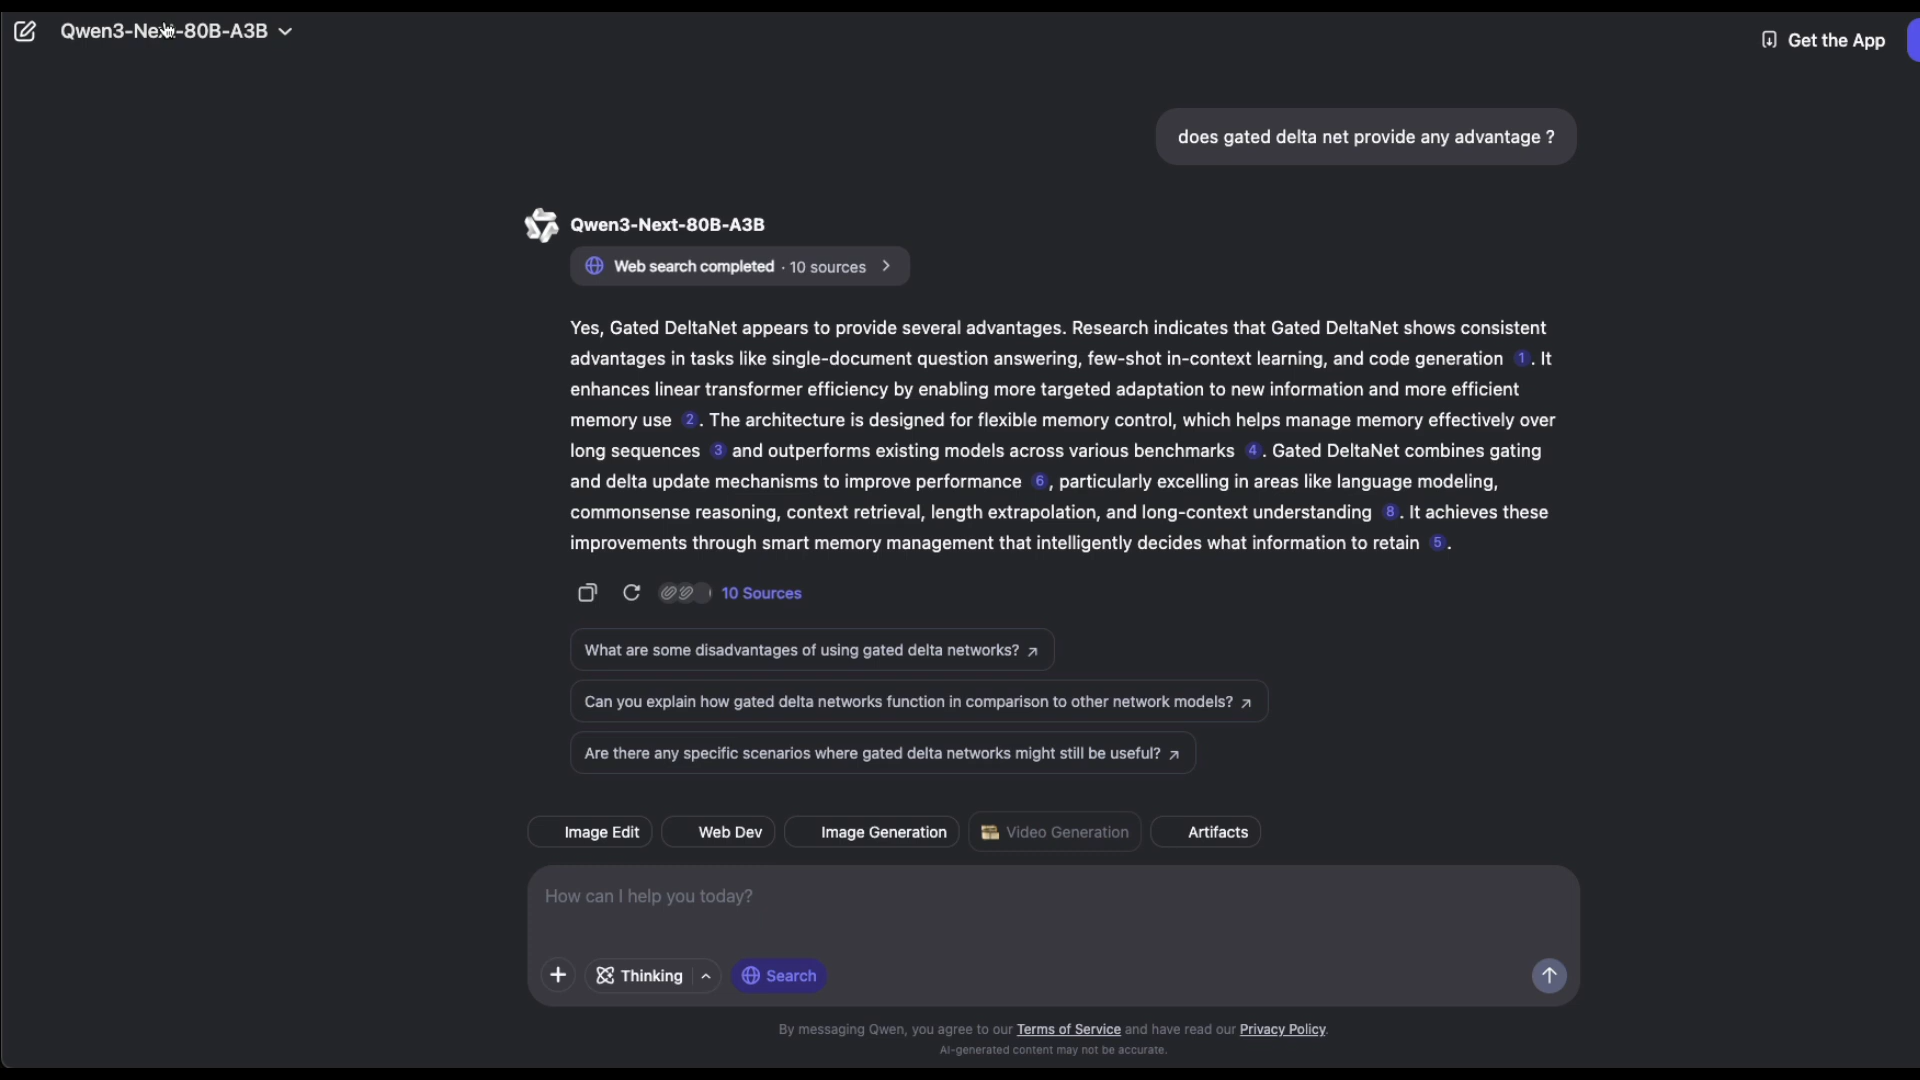 Qwen3-Next-80B-A3B
Get the App
does gated delta net provide any advantage ?
Qwen3-Next-80B-A3B
Web search completed · 10 sources
Yes, Gated DeltaNet appears to provide several advantages. Research indicates that Gated DeltaNet shows consistent
advantages in tasks like single-document question answering, few-shot in-context learning, and code generation 1. It
enhances linear transformer efficiency by enabling more targeted adaptation to new information and more efficient
memory use 2. The architecture is designed for flexible memory control, which helps manage memory effectively over
long sequences 3 and outperforms existing models across various benchmarks 4. Gated DeltaNet combines gating
and delta update mechanisms to improve performance 6, particularly excelling in areas like language modeling,
commonsense reasoning, context retrieval, length extrapolation, and long-context understanding 8. It achieves these
improvements through smart memory management that intelligently decides what information to retain 5.
10 Sources
What are some disadvantages of using gated delta networks?
Can you explain how gated delta networks function in comparison to other network models?
Are there any specific scenarios where gated delta networks might still be useful?
Image Edit Web Dev Image Generation Video Generation Artifacts
How can I help you today?
Thinking Search
By messaging Qwen, you agree to our Terms of Service and have read our Privacy Policy.
AI-generated content may not be accurate.